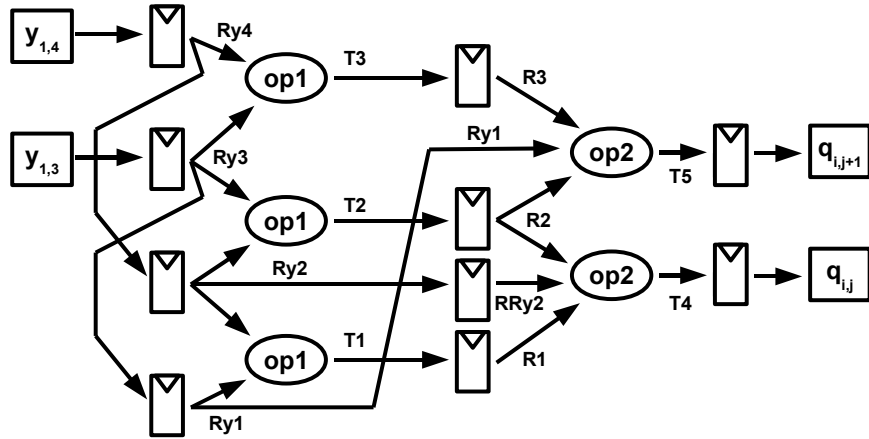 y1,4
Ry4
op1
T3
R3
Ry1
y1,3
Ry3
op2
T5
qi,j+1
op1
T2
R2
Ry2
RRy2
op2
T4
qi,j
op1
T1
R1
Ry1